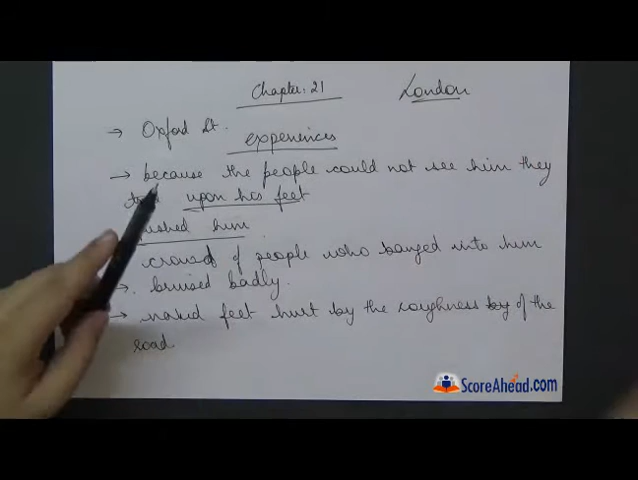 Chapter: 21 London
→ Oxford St.
experiences
→ because the people could not see him they
upon his feet
pushed him
crowd of people who banged into him
→. bruised badly.
→ naked feet hurt by the roughness by of the
road.
ScoreAhead.com